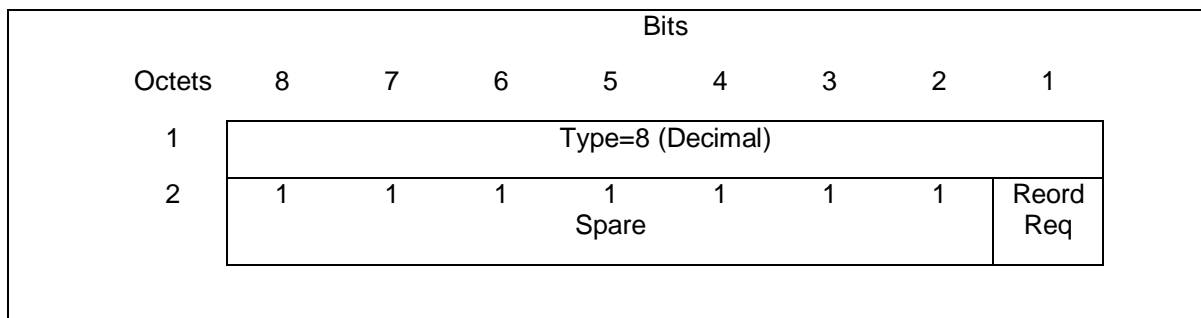 Bits
Octets 8 7 6 5 4 3 2 1
1 Type=8 (Decimal)
2 1 1 1 1 1 1 1 Reord
Spare Req